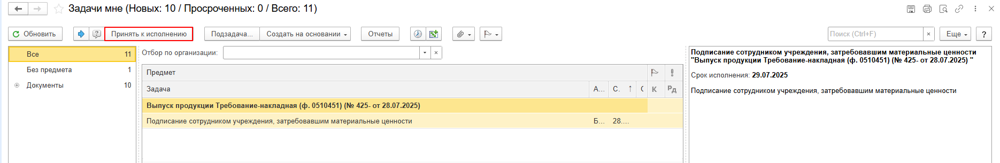 Задачи мне (Новых: 10 / Просроченных: 0 / Всего: 11)
Обновить
Принять к исполнению
Подзадача...
Создать на основании
Отчеты
Поиск (Ctrl+F)
×
Еще
?
Все 11
Без предмета 1
Документы 10
Отбор по организации:
×
Предмет
Задача А... С. ↑ К Рд
Выпуск продукции Требование-накладная (ф. 0510451) (№ 425- от 28.07.2025)
Подписание сотрудником учреждения, затребовавшим материальные ценности Б... 28....
Подписание сотрудником учреждения, затребовавшим материальные ценности
"Выпуск продукции Требование-накладная (ф. 0510451) (№ 425- от 28.07.2025) "
Срок исполнения: 29.07.2025
Подписание сотрудником учреждения, затребовавшим материальные ценности